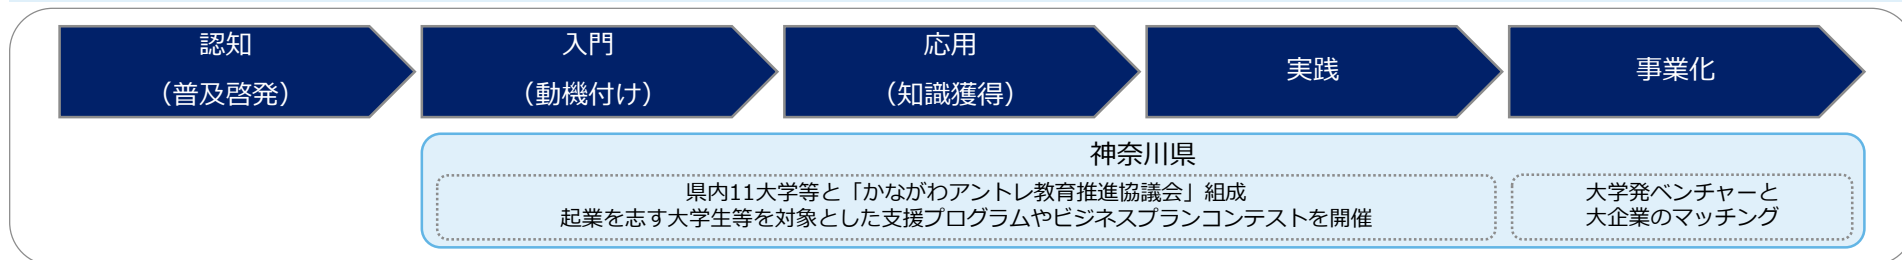 認知
（普及啓発）
入門
（動機付け）
応用
（知識獲得）
実践
事業化
神奈川県
県内11大学等と「かながわアントレ教育推進協議会」組成
起業を志す大学生等を対象とした支援プログラムやビジネスプランコンテストを開催
大学発ベンチャーと
大企業のマッチング